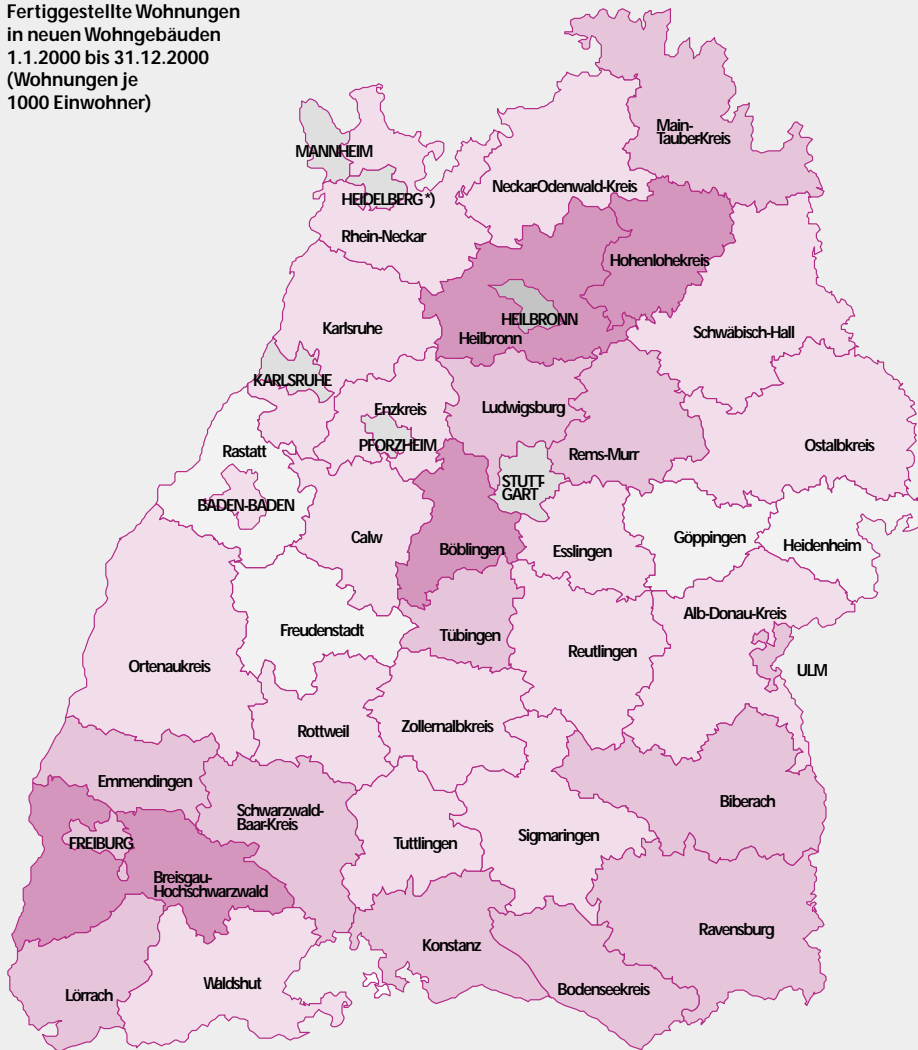 Fertiggestellte Wohnungen
in neuen Wohngebäuden
1.1.2000 bis 31.12.2000
(Wohnungen je
1000 Einwohner)
Main-
Tauber-Kreis
MANNHEIM
Neckar-Odenwald-Kreis
HEIDELBERG *)
Rhein-Neckar
Hohenlohekreis
HEILBRONN
Karlsruhe
Heilbronn
Schwäbisch-Hall
KARLSRUHE
Enzkreis
Ludwigsburg
PFORZHEIM
Ostalbkreis
Rastatt
Rems-Murr
STUTT-
GART
BADEN-BADEN
Calw
Böblingen
Esslingen
Göppingen
Heidenheim
Alb-Donau-Kreis
Freudenstadt
Tübingen
Reutlingen
Ortenaukreis
ULM
Rottweil
Zollernalbkreis
Emmendingen
Schwarzwald-
Baar-Kreis
Biberach
FREIBURG
Tuttlingen
Sigmaringen
Breisgau-
Hochschwarzwald
Ravensburg
Konstanz
Waldshut
Bodenseekreis
Lörrach